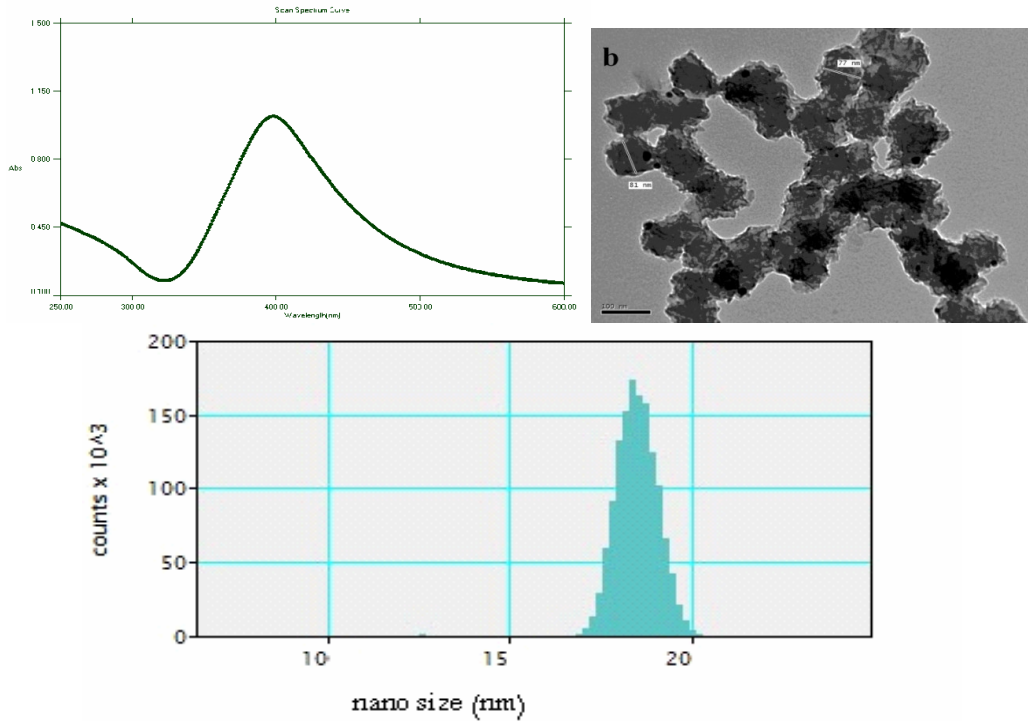 Scan Spectrum Curve
1.500
1.150
Abs
0.800
0.450
0.100
250.00 300.00 400.00 500.00 600.00
Wavelength(nm)
b
77 nm
81 nm
100 nm
200
150
counts x 10^3
100
50
0
10 15 20
nano size (nm)